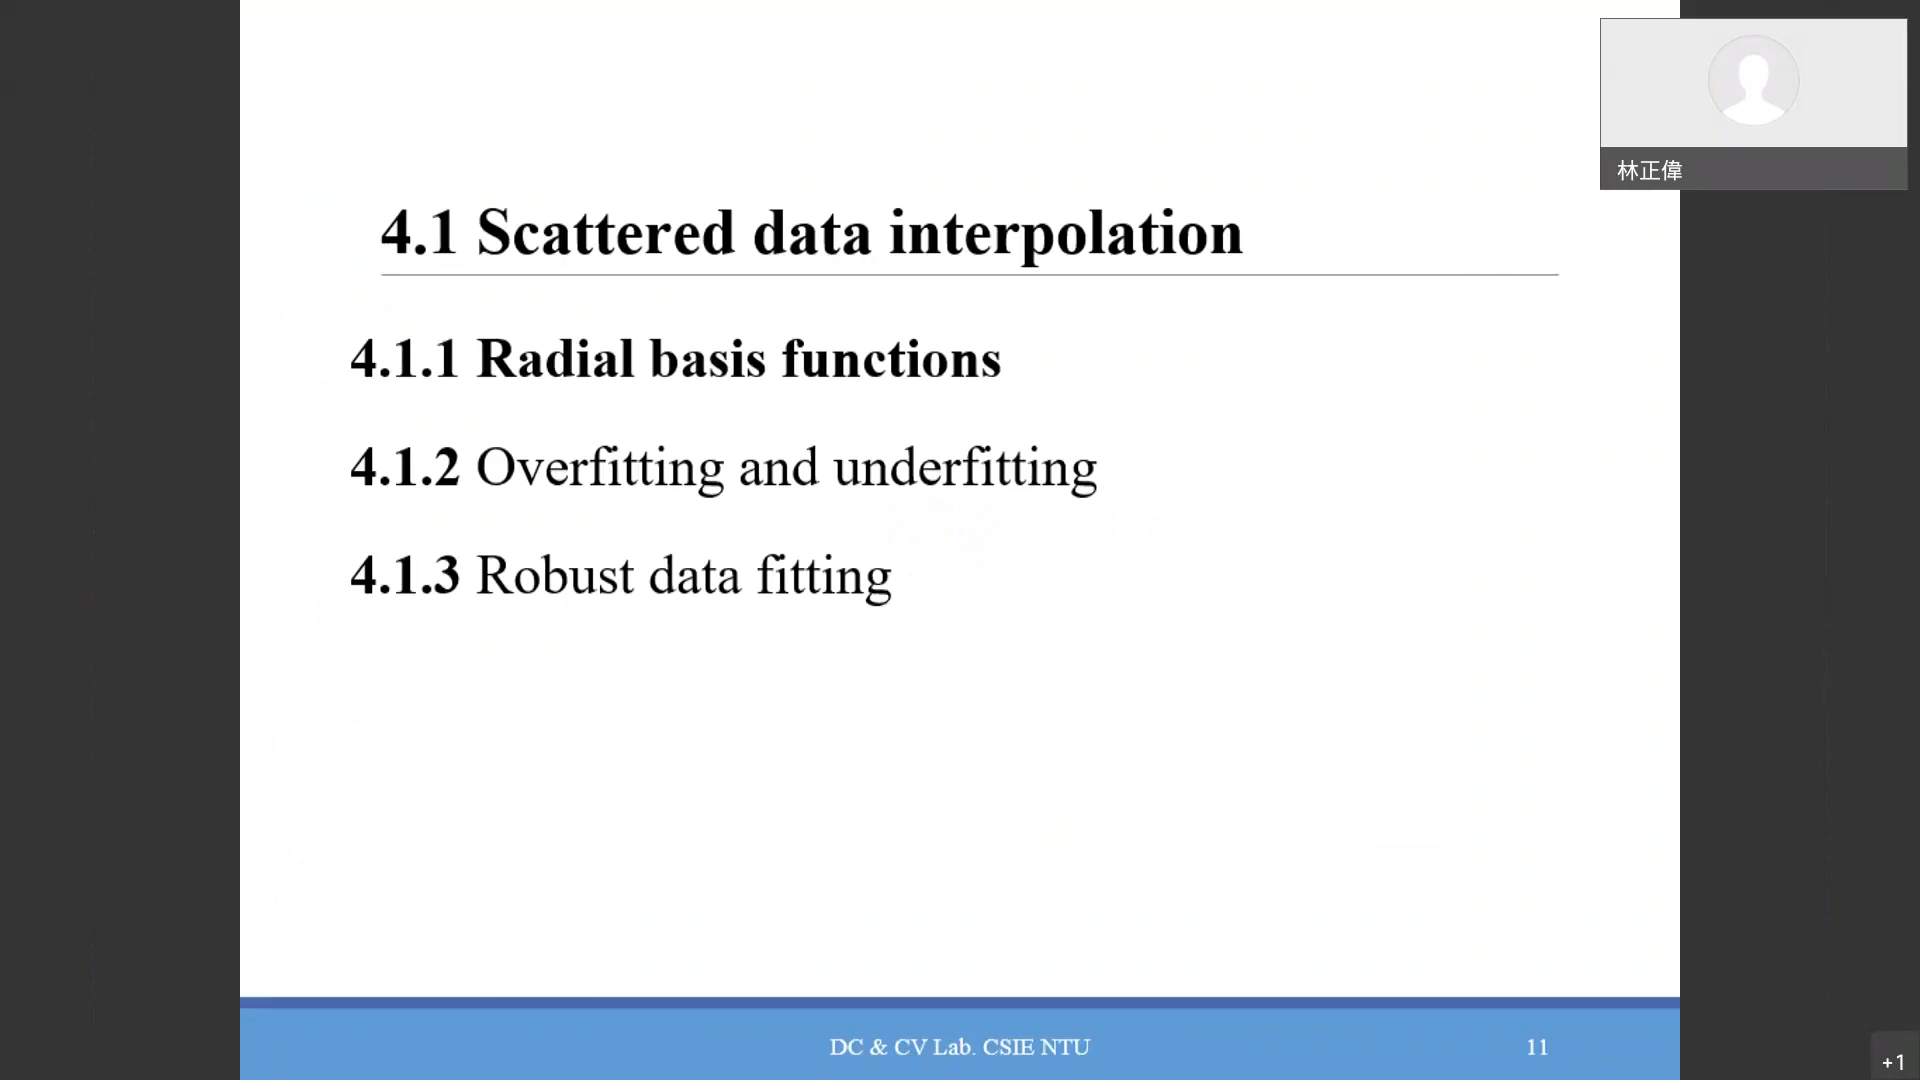 林正偉
4.1 Scattered data interpolation
4.1.1 Radial basis functions
4.1.2 Overfitting and underfitting
4.1.3 Robust data fitting
DC & CV Lab. CSIE NTU
11
+1